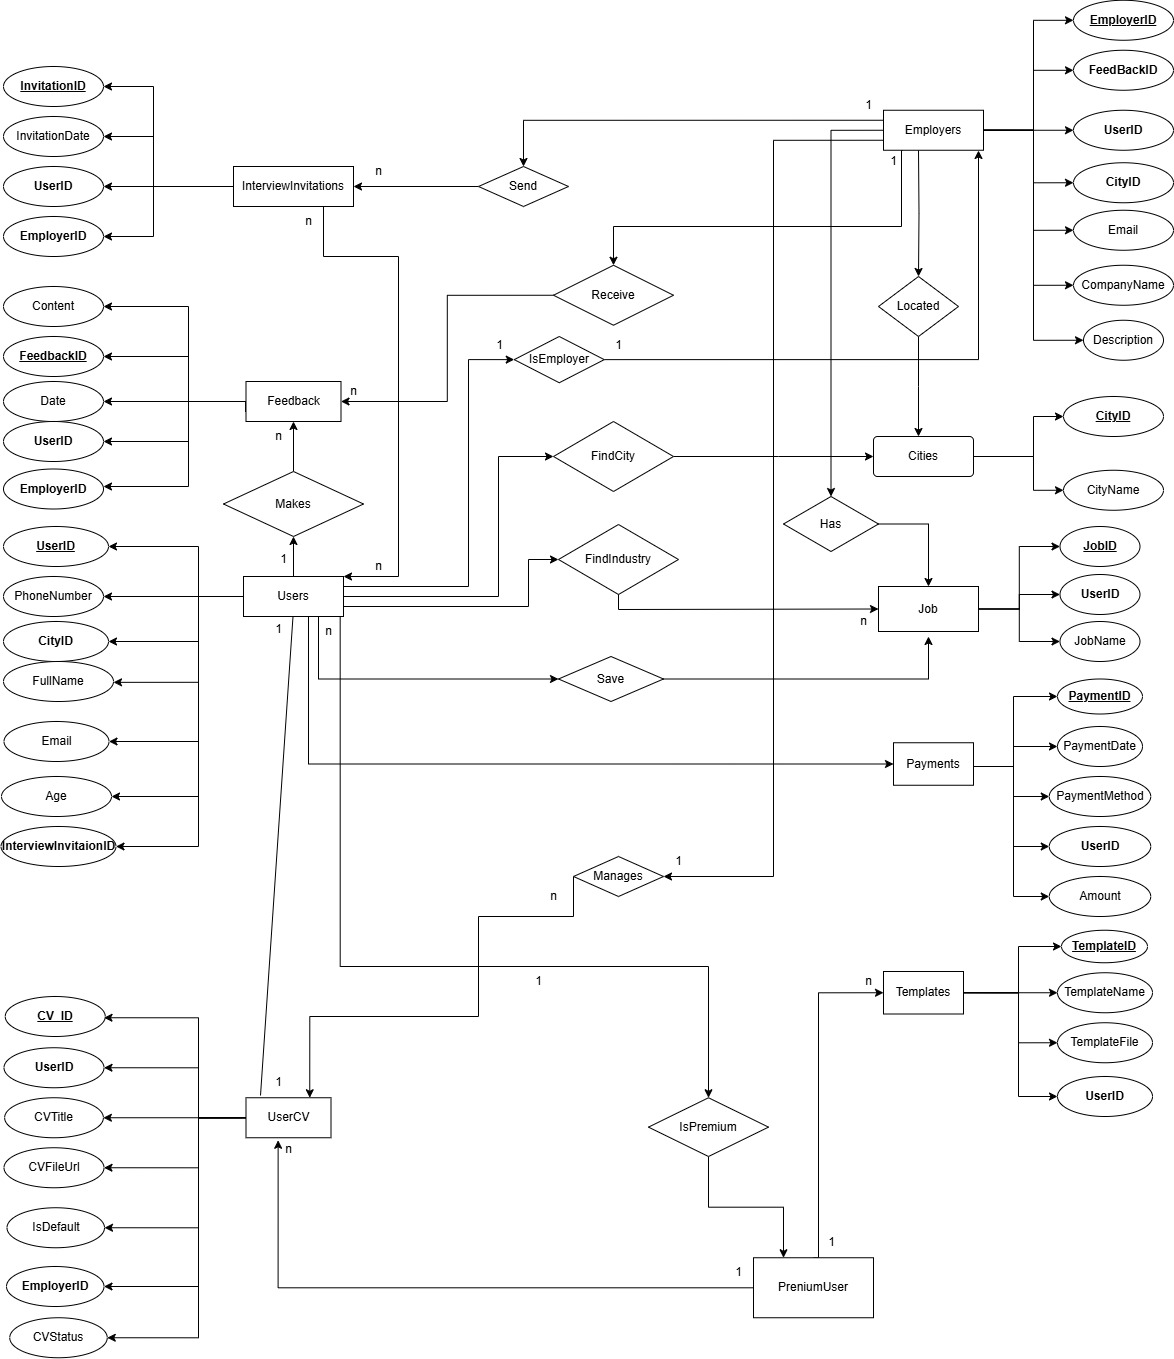 EmployerID
FeedBackID
UserID
CityID
Email
CompanyName
Description
Employers
1
1
InvitationID
InvitationDate
UserID
EmployerID
InterviewInvitations
n
Send
n
Receive
Located
Content
FeedbackID
Date
UserID
EmployerID
Feedback
n
n
1
IsEmployer
1
FindCity
Cities
CityID
CityName
Makes
1
Has
FindIndustry
n
Job
JobID
UserID
JobName
UserID
PhoneNumber
CityID
FullName
Email
Age
InterviewInvitaionID
Users
n
1
n
Save
Payments
PaymentID
PaymentDate
PaymentMethod
UserID
Amount
Manages
1
n
1
Templates
n
TemplateID
TemplateName
TemplateFile
UserID
CV_ID
UserID
CVTitle
CVFileUrl
IsDefault
EmployerID
CVStatus
1
UserCV
n
IsPremium
1
1
PreniumUser